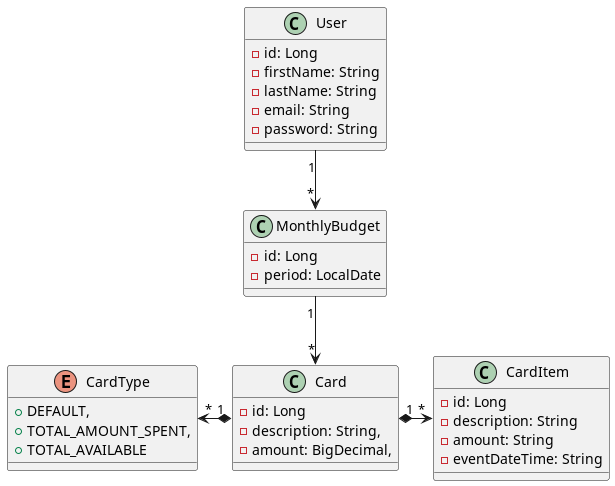 C User
id: Long
firstName: String
lastName: String
email: String
password: String
1
*
C MonthlyBudget
id: Long
period: LocalDate
1
*
E CardType
DEFAULT,
TOTAL_AMOUNT_SPENT,
TOTAL_AVAILABLE
* 1
C Card
id: Long
description: String,
amount: BigDecimal,
1 *
C CardItem
id: Long
description: String
amount: String
eventDateTime: String